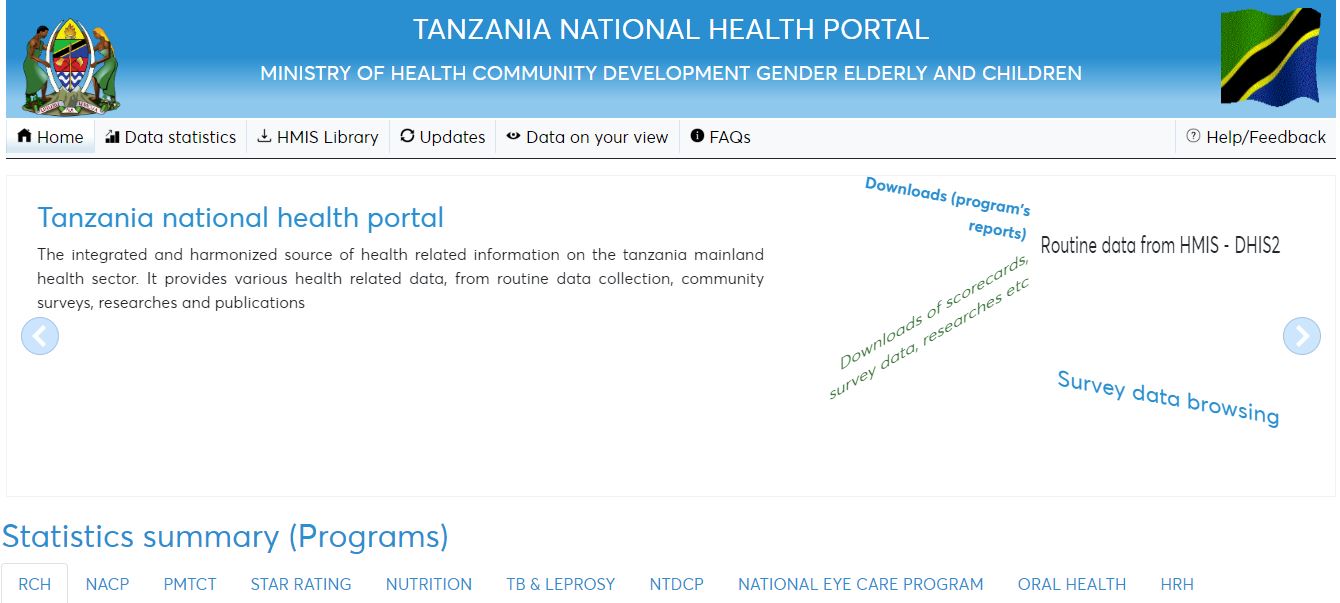 TANZANIA NATIONAL HEALTH PORTAL
MINISTRY OF HEALTH COMMUNITY DEVELOPMENT GENDER ELDERLY AND CHILDREN
Home Data statistics HMIS Library Updates Data on your view FAQs Help/Feedback
Tanzania national health portal
The integrated and harmonized source of health related information on the tanzania mainland
health sector. It provides various health related data, from routine data collection, community
surveys, researches and publications
Downloads (program's
reports)
Routine data from HMIS - DHIS2
Downloads of scorecards,
survey data, researches etc
Survey data browsing
Statistics summary (Programs)
RCH NACP PMTCT STAR RATING NUTRITION TB & LEPROSY NTDCP NATIONAL EYE CARE PROGRAM ORAL HEALTH HRH